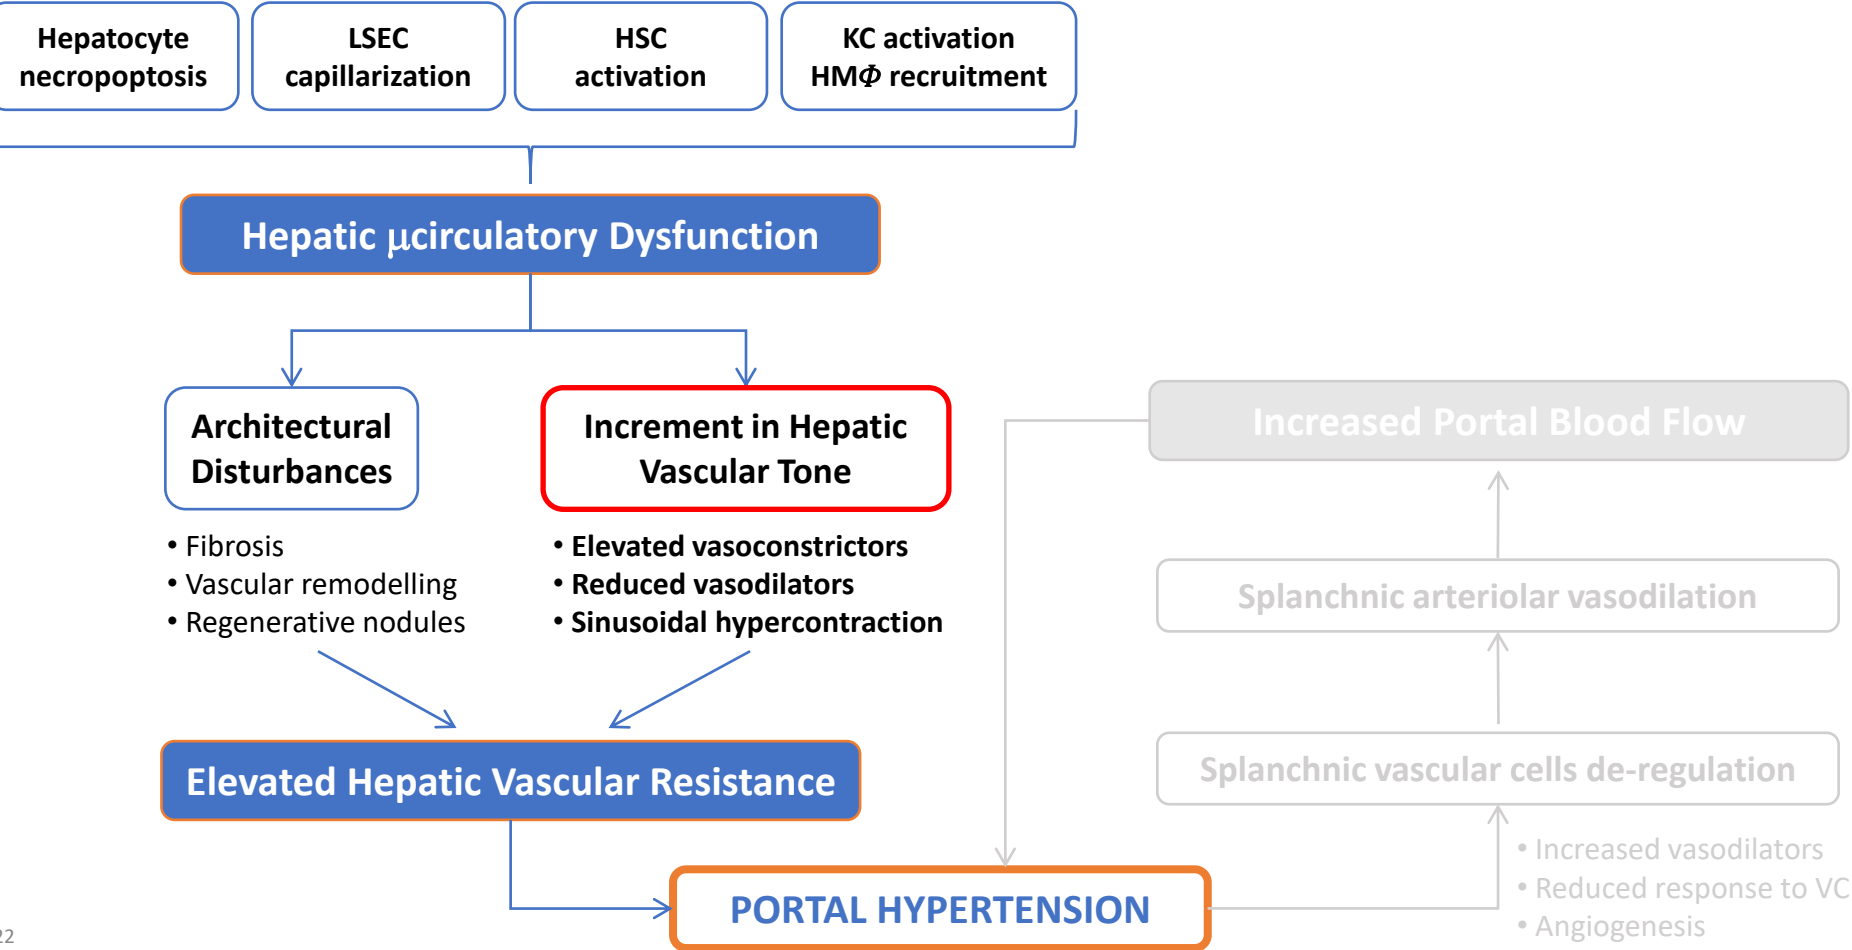 Hepatocyte
necropoptosis
LSEC
capillarization
HSC
activation
KC activation
HMΦ recruitment
Hepatic μcirculatory Dysfunction
Architectural
Disturbances
• Fibrosis
• Vascular remodelling
• Regenerative nodules
Increment in Hepatic
Vascular Tone
• Elevated vasoconstrictors
• Reduced vasodilators
• Sinusoidal hypercontraction
Elevated Hepatic Vascular Resistance
PORTAL HYPERTENSION
Increased Portal Blood Flow
Splanchnic arteriolar vasodilation
Splanchnic vascular cells de-regulation
• Increased vasodilators
• Reduced response to VC
• Angiogenesis
22